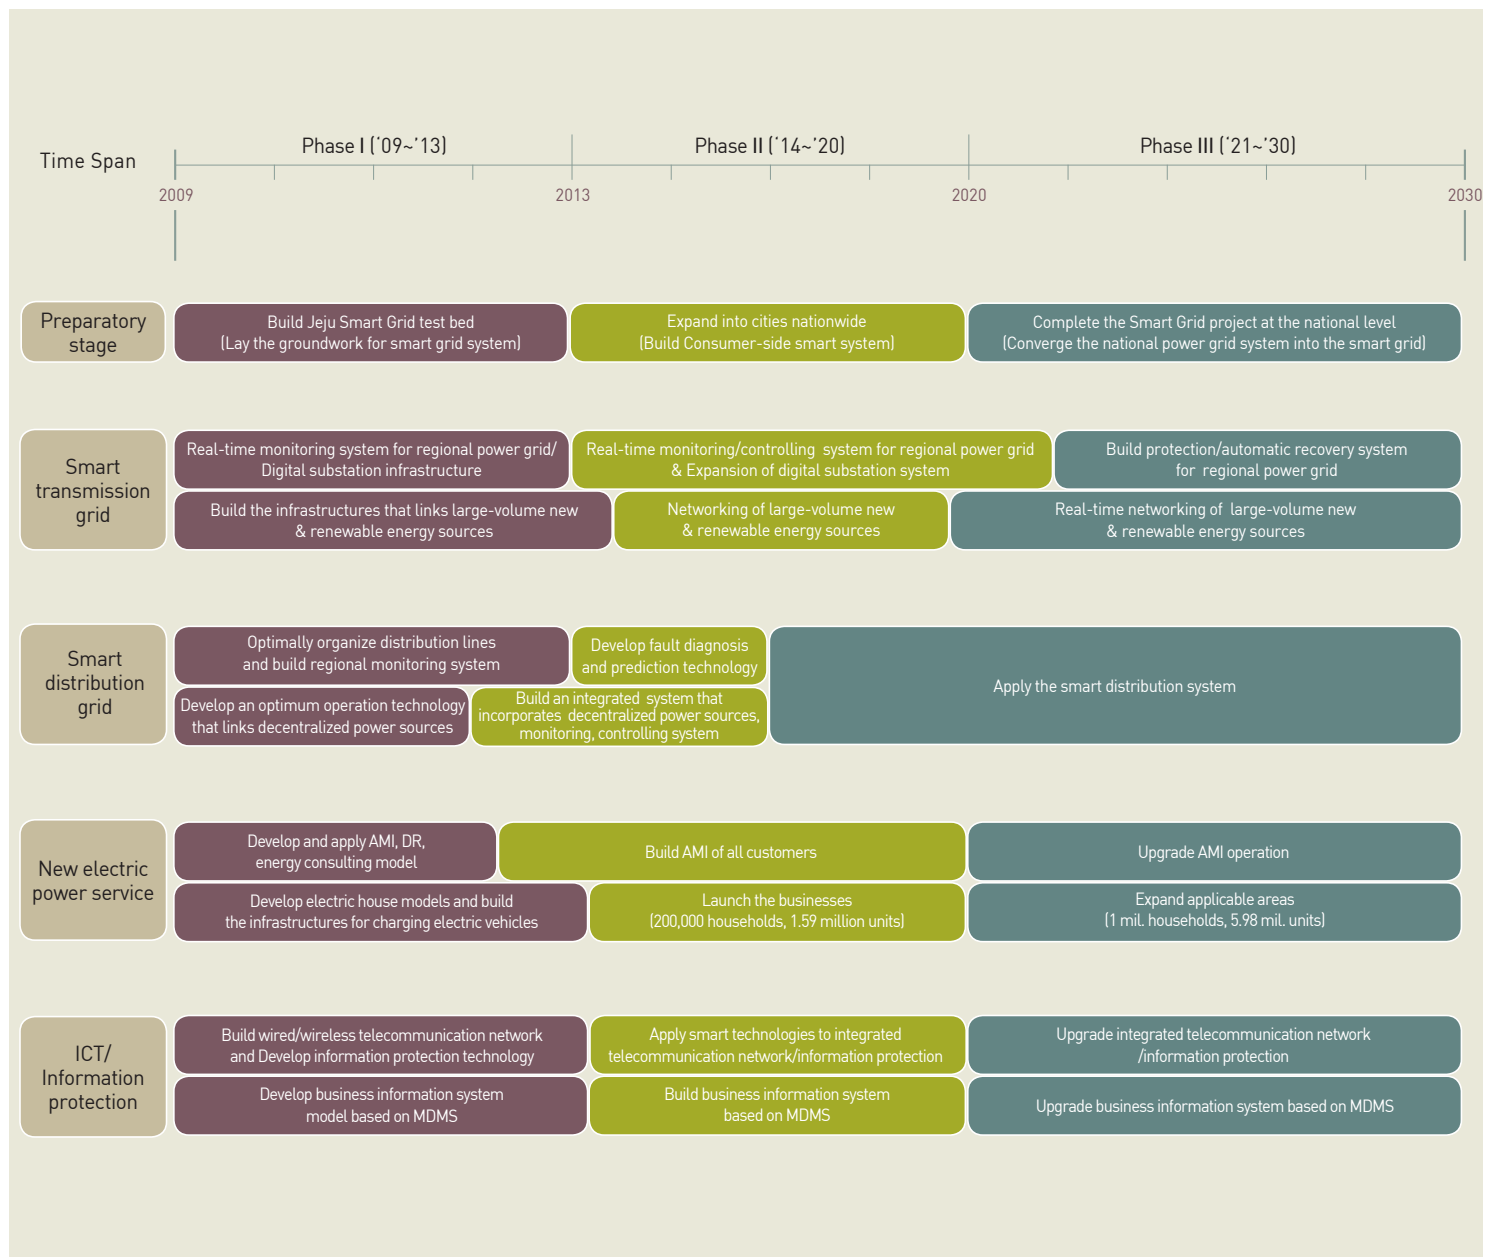 Time Span
Phase I (‘09~’13)
Phase II (‘14~’20)
Phase III (‘21~’30)
2009
2013
2020
2030
Preparatory
stage
Build Jeju Smart Grid test bed
(Lay the groundwork for smart grid system)
Expand into cities nationwide
(Build Consumer-side smart system)
Complete the Smart Grid project at the national level
(Converge the national power grid system into the smart grid)
Smart
transmission
grid
Real-time monitoring system for regional power grid/
Digital substation infrastructure
Real-time monitoring/controlling system for regional power grid
& Expansion of digital substation system
Build protection/automatic recovery system
for regional power grid
Build the infrastructures that links large-volume new
& renewable energy sources
Networking of large-volume new
& renewable energy sources
Real-time networking of large-volume new
& renewable energy sources
Smart
distribution
grid
Optimally organize distribution lines
and build regional monitoring system
Develop fault diagnosis
and prediction technology
Apply the smart distribution system
Develop an optimum operation technology
that links decentralized power sources
Build an integrated system that
incorporates decentralized power sources,
monitoring, controlling system
New electric
power service
Develop and apply AMI, DR,
energy consulting model
Build AMI of all customers
Upgrade AMI operation
Develop electric house models and build
the infrastructures for charging electric vehicles
Launch the businesses
(200,000 households, 1.59 million units)
Expand applicable areas
(1 mil. households, 5.98 mil. units)
ICT/
Information
protection
Build wired/wireless telecommunication network
and Develop information protection technology
Apply smart technologies to integrated
telecommunication network/information protection
Upgrade integrated telecommunication network
/information protection
Develop business information system
model based on MDMS
Build business information system
based on MDMS
Upgrade business information system based on MDMS